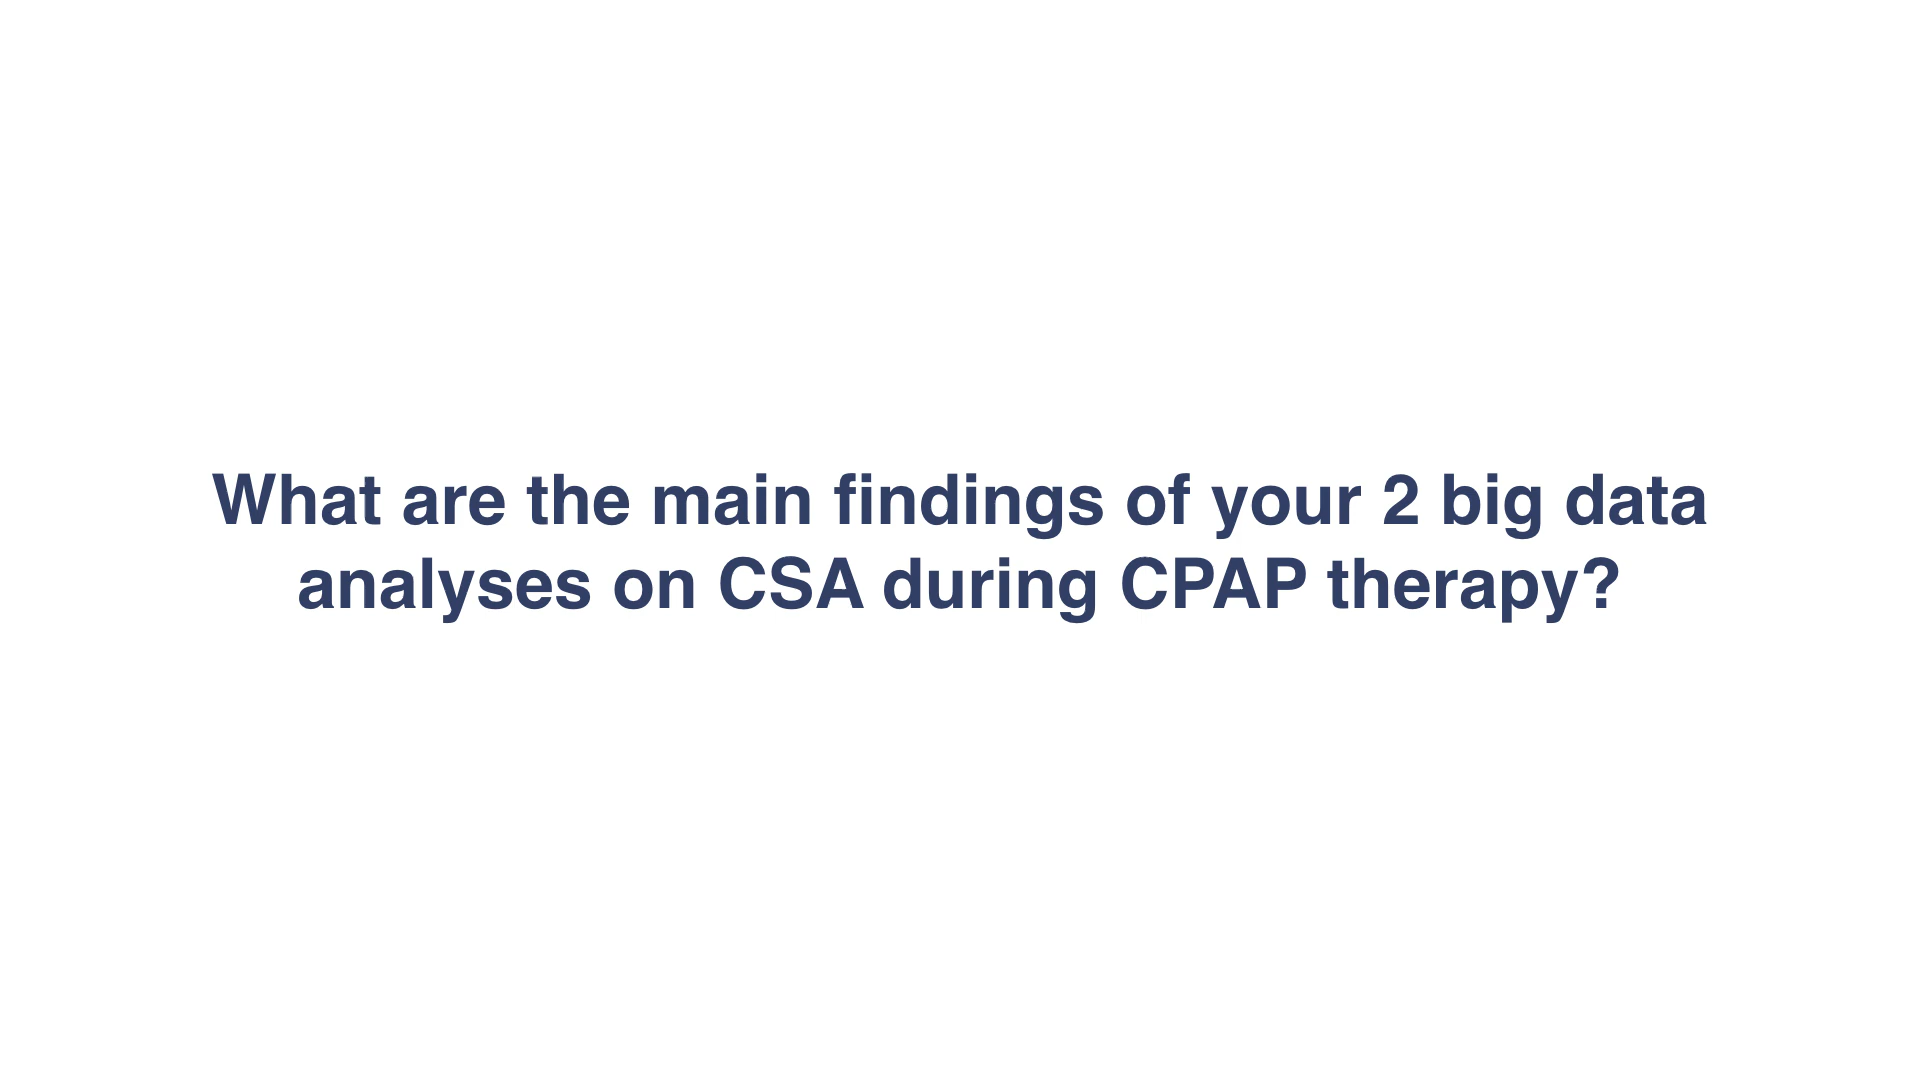 What are the main findings of your 2 big data
analyses on CSA during CPAP therapy?